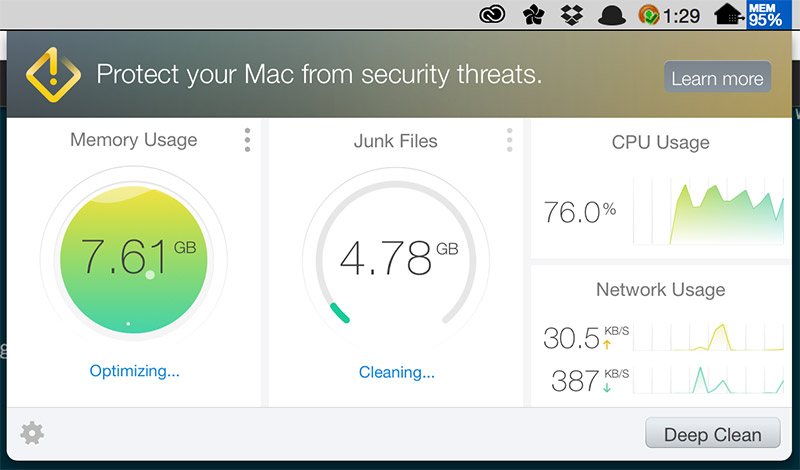 1:29
MEM
95%
Protect your Mac from security threats.
Learn more
Memory Usage
7.61 GB
Optimizing...
Junk Files
4.78 GB
Cleaning...
CPU Usage
76.0%
Network Usage
30.5 KB/S
387 KB/S
Deep Clean